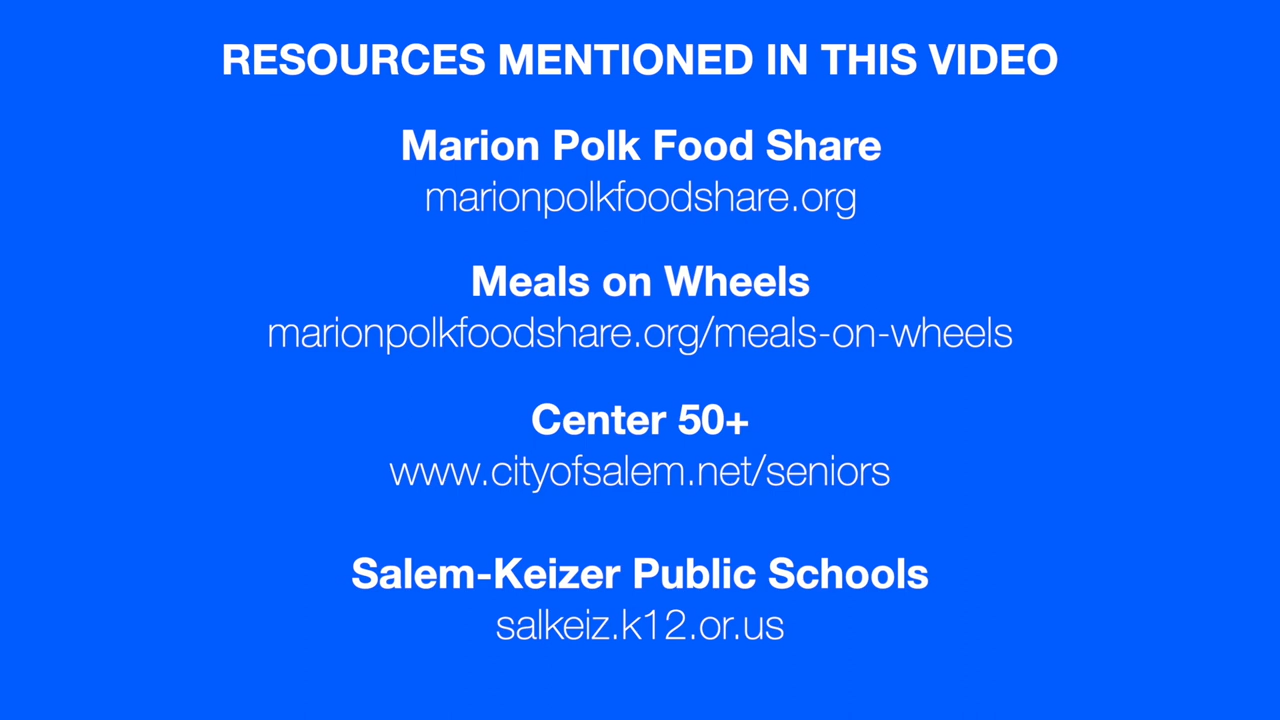 RESOURCES MENTIONED IN THIS VIDEO
Marion Polk Food Share
marionpolkfoodshare.org
Meals on Wheels
marionpolkfoodshare.org/meals-on-wheels
Center 50+
www.cityofsalem.net/seniors
Salem-Keizer Public Schools
salkeiz.k12.or.us